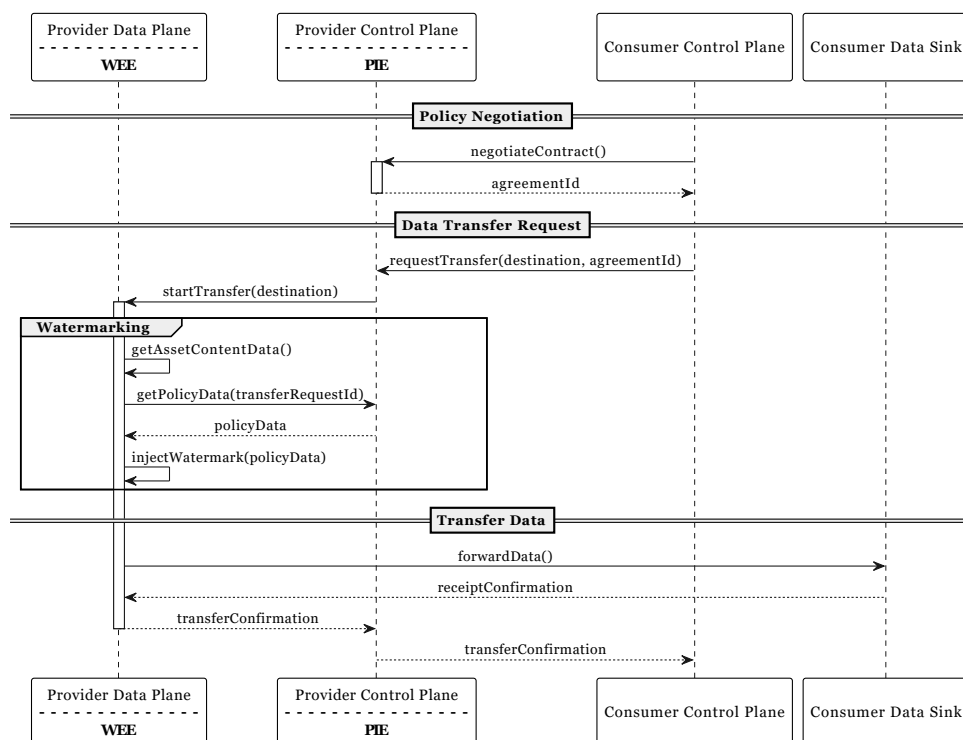 Provider Data Plane
WEE
Provider Control Plane
PIE
Consumer Control Plane
Consumer Data Sink
Policy Negotiation
negotiateContract()
agreementId
Data Transfer Request
requestTransfer(destination, agreementId)
startTransfer(destination)
Watermarking
getAssetContentData()
getPolicyData(transferRequestId)
policyData
injectWatermark(policyData)
Transfer Data
forwardData()
receiptConfirmation
transferConfirmation
transferConfirmation
Provider Data Plane
WEE
Provider Control Plane
PIE
Consumer Control Plane
Consumer Data Sink